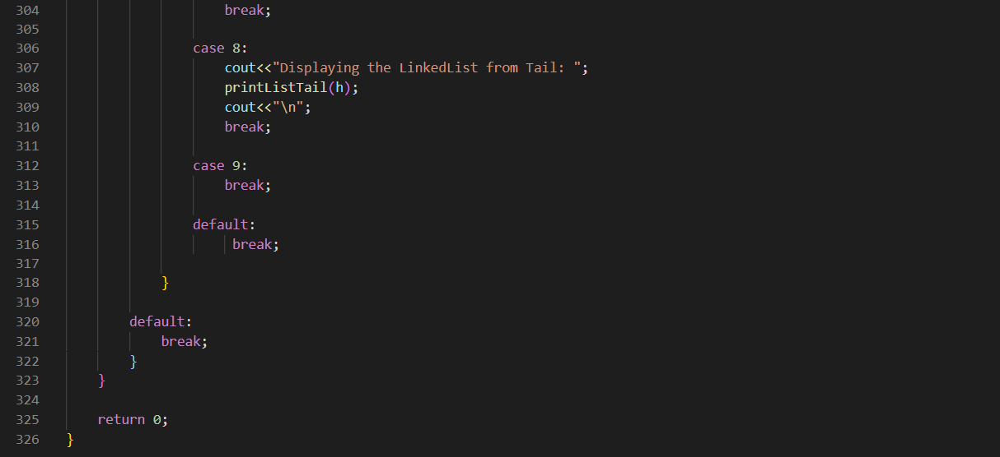 304                        break;
305
306                    case 8:
307                        cout<<"Displaying the LinkedList from Tail: ";
308                        printListTail(h);
309                        cout<<"\n";
310                        break;
311
312                    case 9:
313                        break;
314
315                    default:
316                         break;
317
318                }
319
320            default:
321                break;
322            }
323        }
324
325        return 0;
326    }